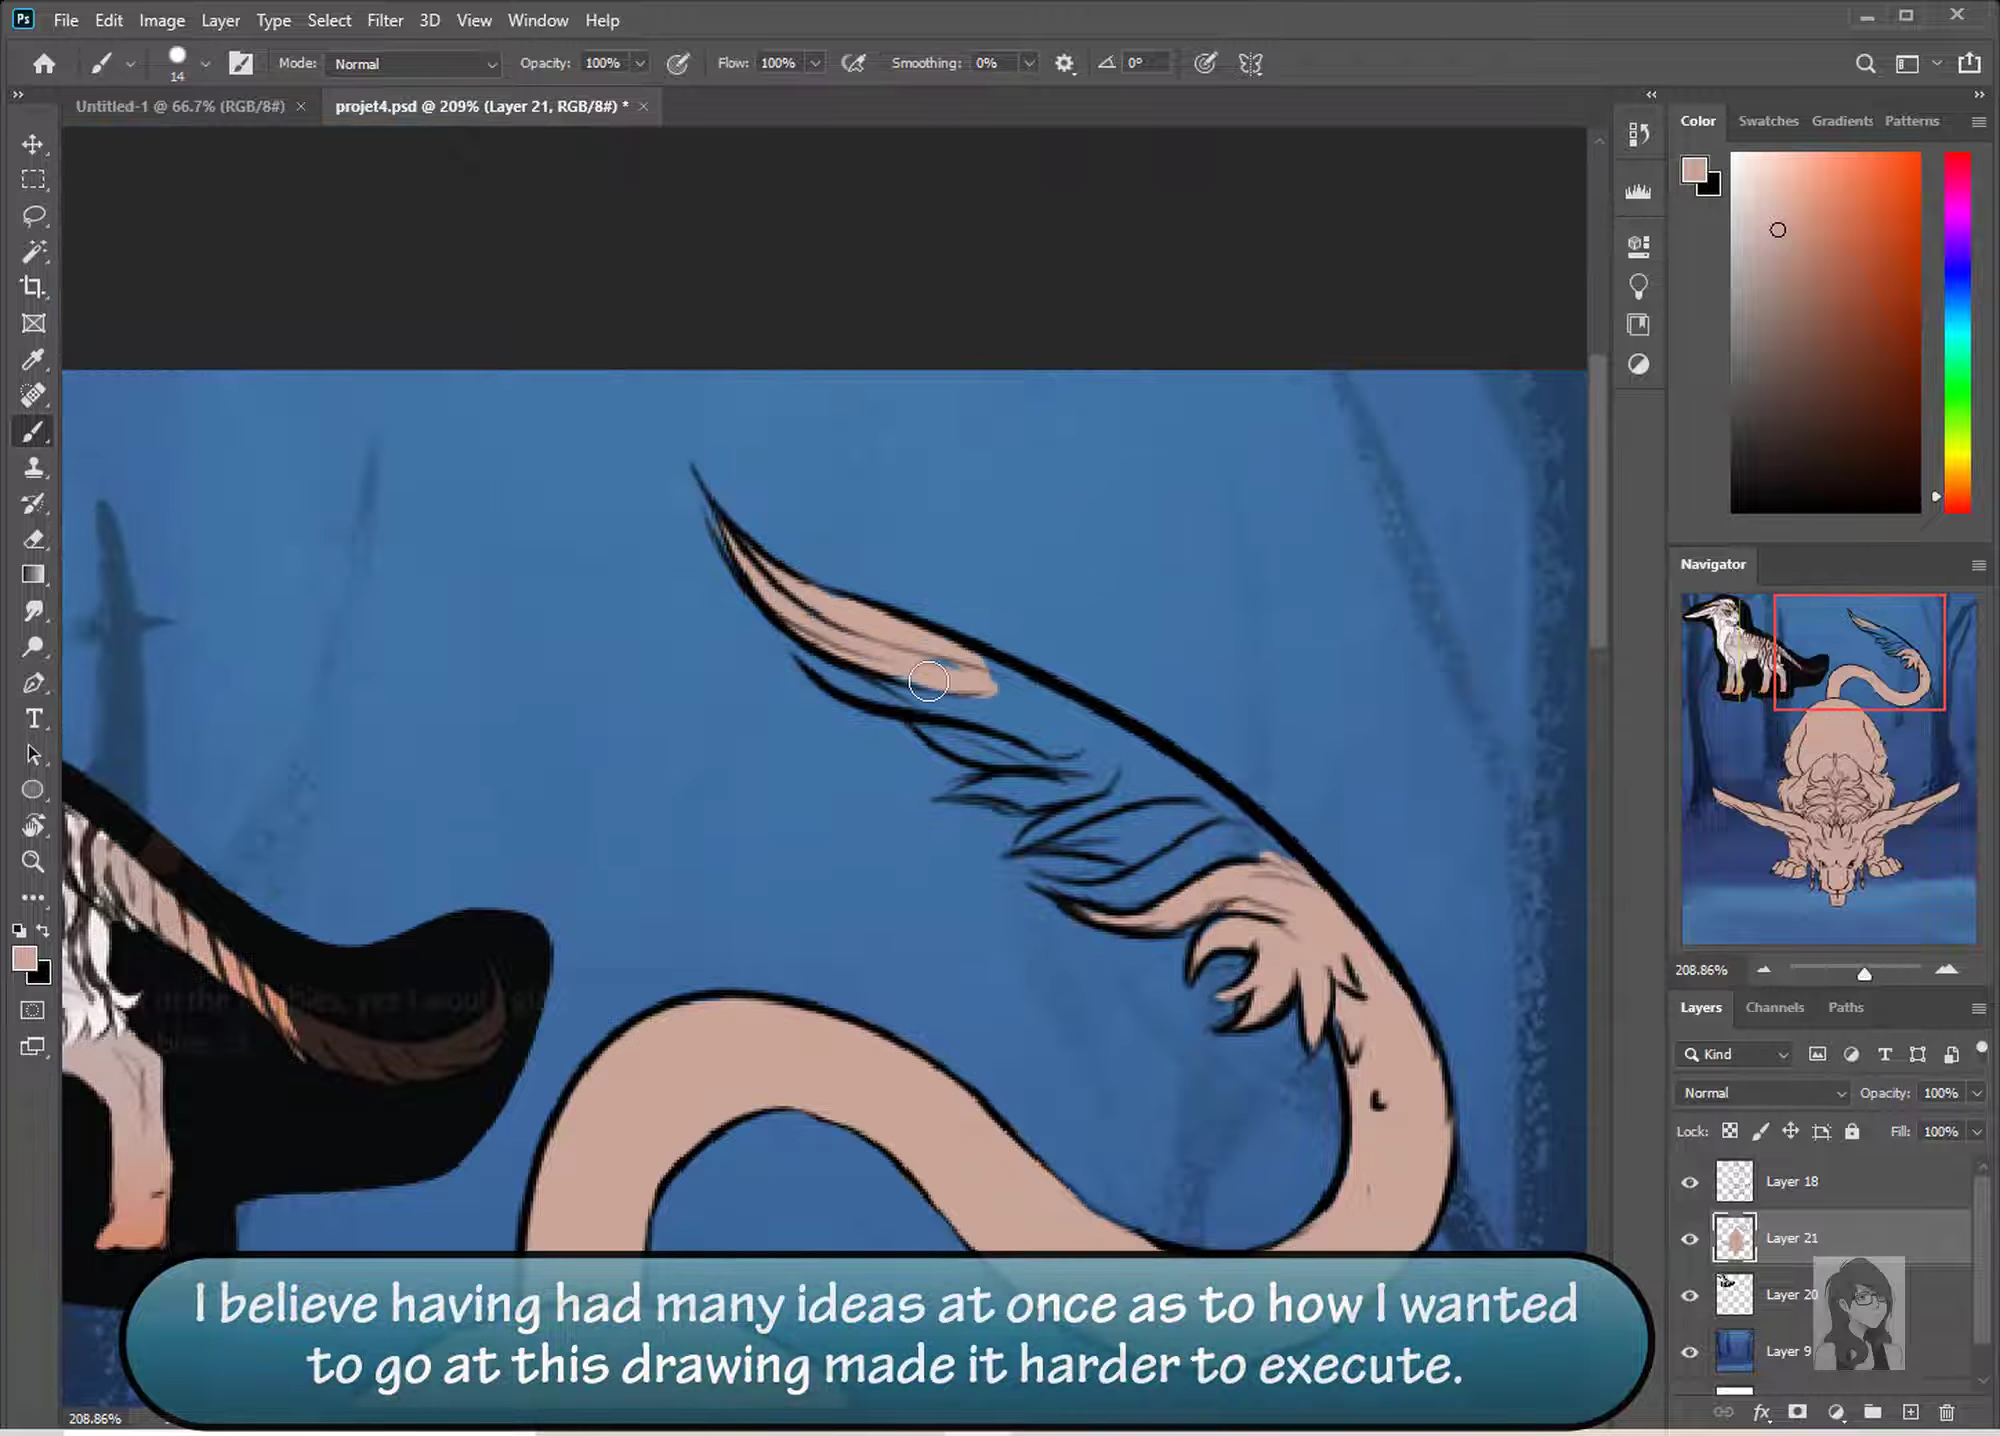 Ps File Edit Image Layer Type Select Filter 3D View Window Help
14 Mode: Normal Opacity: 100% Flow: 100% Smoothing: 0% 0°
Untitled-1 @ 66.7% (RGB/8#) × projet4.psd @ 209% (Layer 21, RGB/8#) * ×
Color Swatches Gradients Patterns
Navigator
208.86%
Layers Channels Paths
Kind
Normal Opacity: 100%
Lock: Fill: 100%
Layer 18
Layer 21
Layer 20
Layer 9
fx
I believe having had many ideas at once as to how I wanted
to go at this drawing made it harder to execute.
208.86%